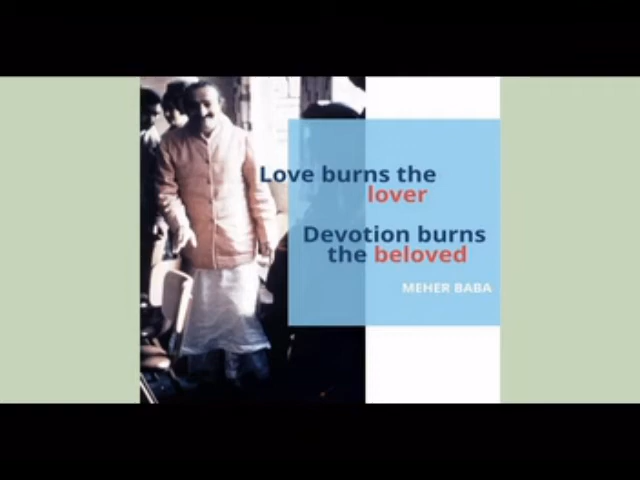 Love burns the
lover
Devotion burns
the beloved
MEHER BABA